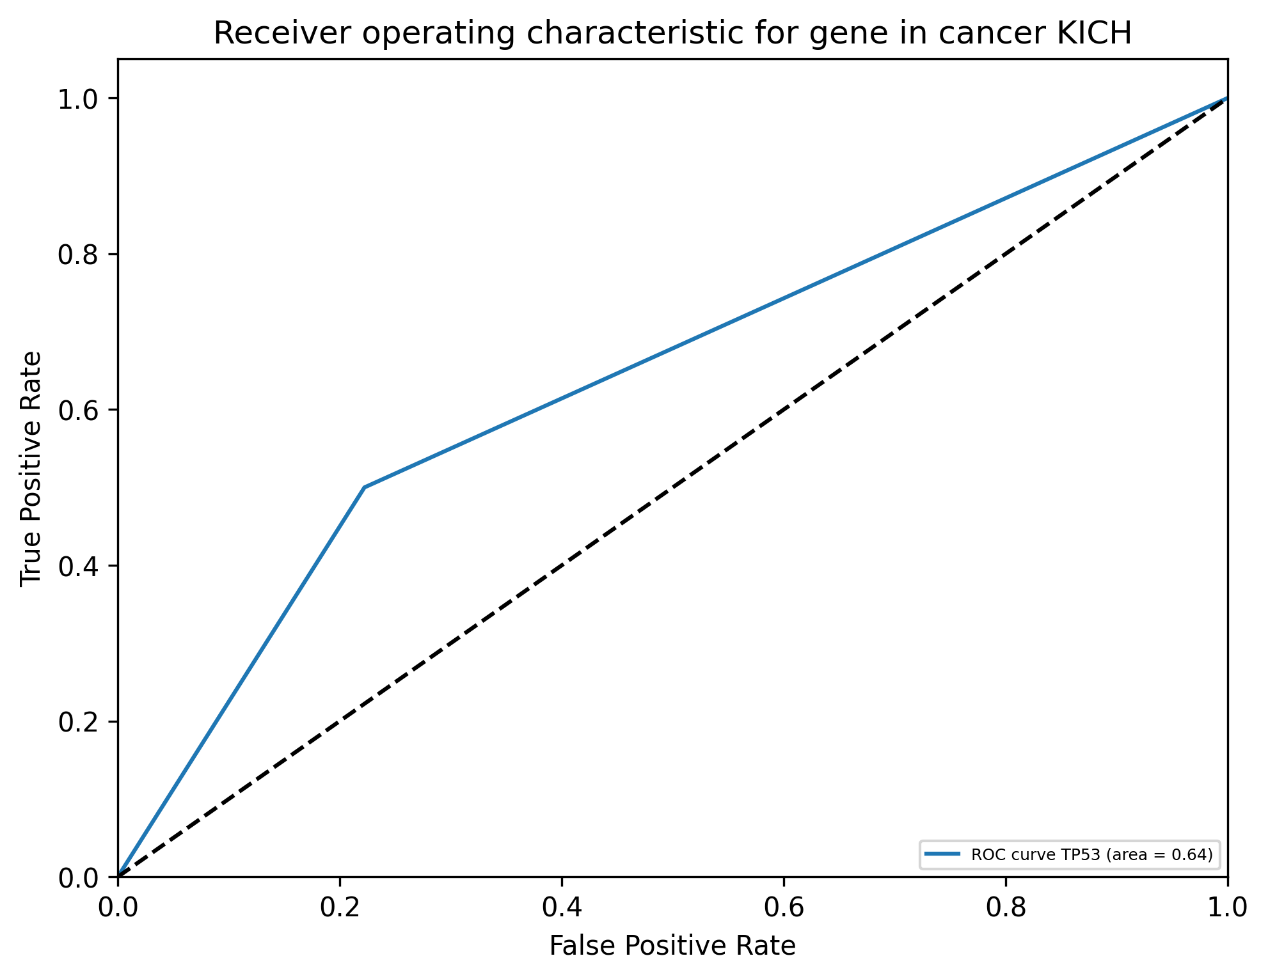 Receiver operating characteristic for gene in cancer KICH
1.0
0.8
0.6
0.4
0.2
0.0
True Positive Rate
ROC curve TP53 (area = 0.64)
0.0 0.2 0.4 0.6 0.8 1.0
False Positive Rate